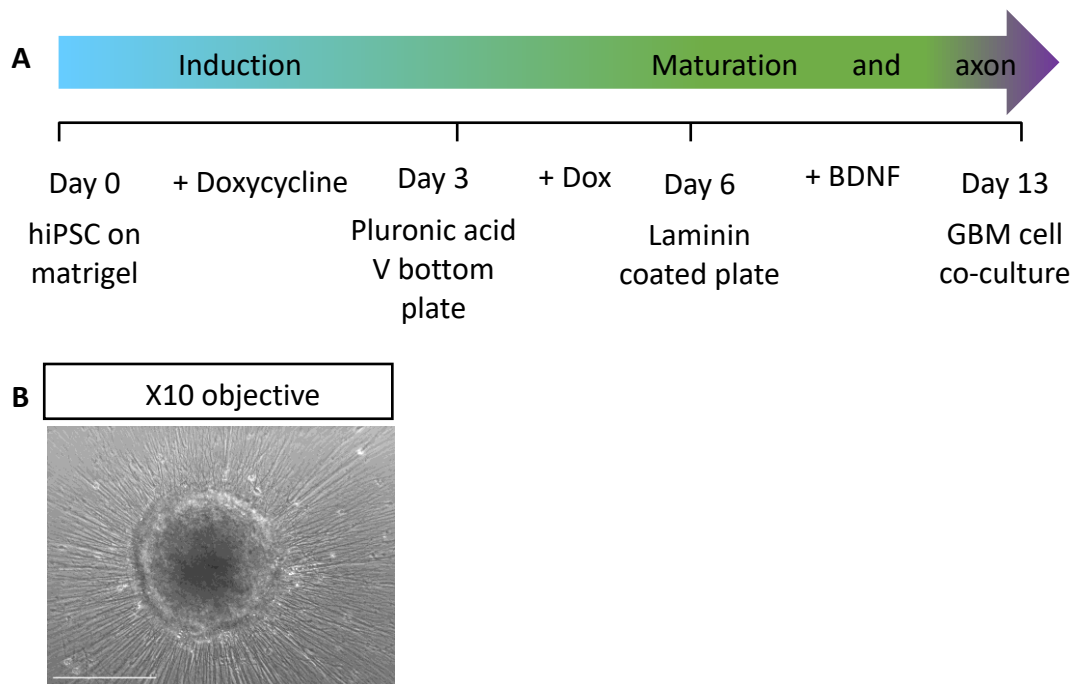 A
Induction
Maturation and axon
Day 0
+ Doxycycline
Day 3
+ Dox
Day 6
+ BDNF
Day 13
hiPSC on
matrigel
Pluronic acid
V bottom
plate
Laminin
coated plate
GBM cell
co-culture
B
X10 objective